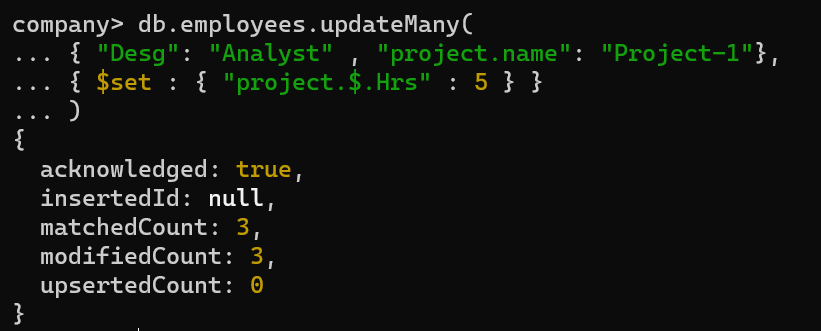 company> db.employees.updateMany(
... { "Desg": "Analyst" , "project.name": "Project-1"},
... { $set : { "project.$.Hrs" : 5 } }
... )
{
  acknowledged: true,
  insertedId: null,
  matchedCount: 3,
  modifiedCount: 3,
  upsertedCount: 0
}